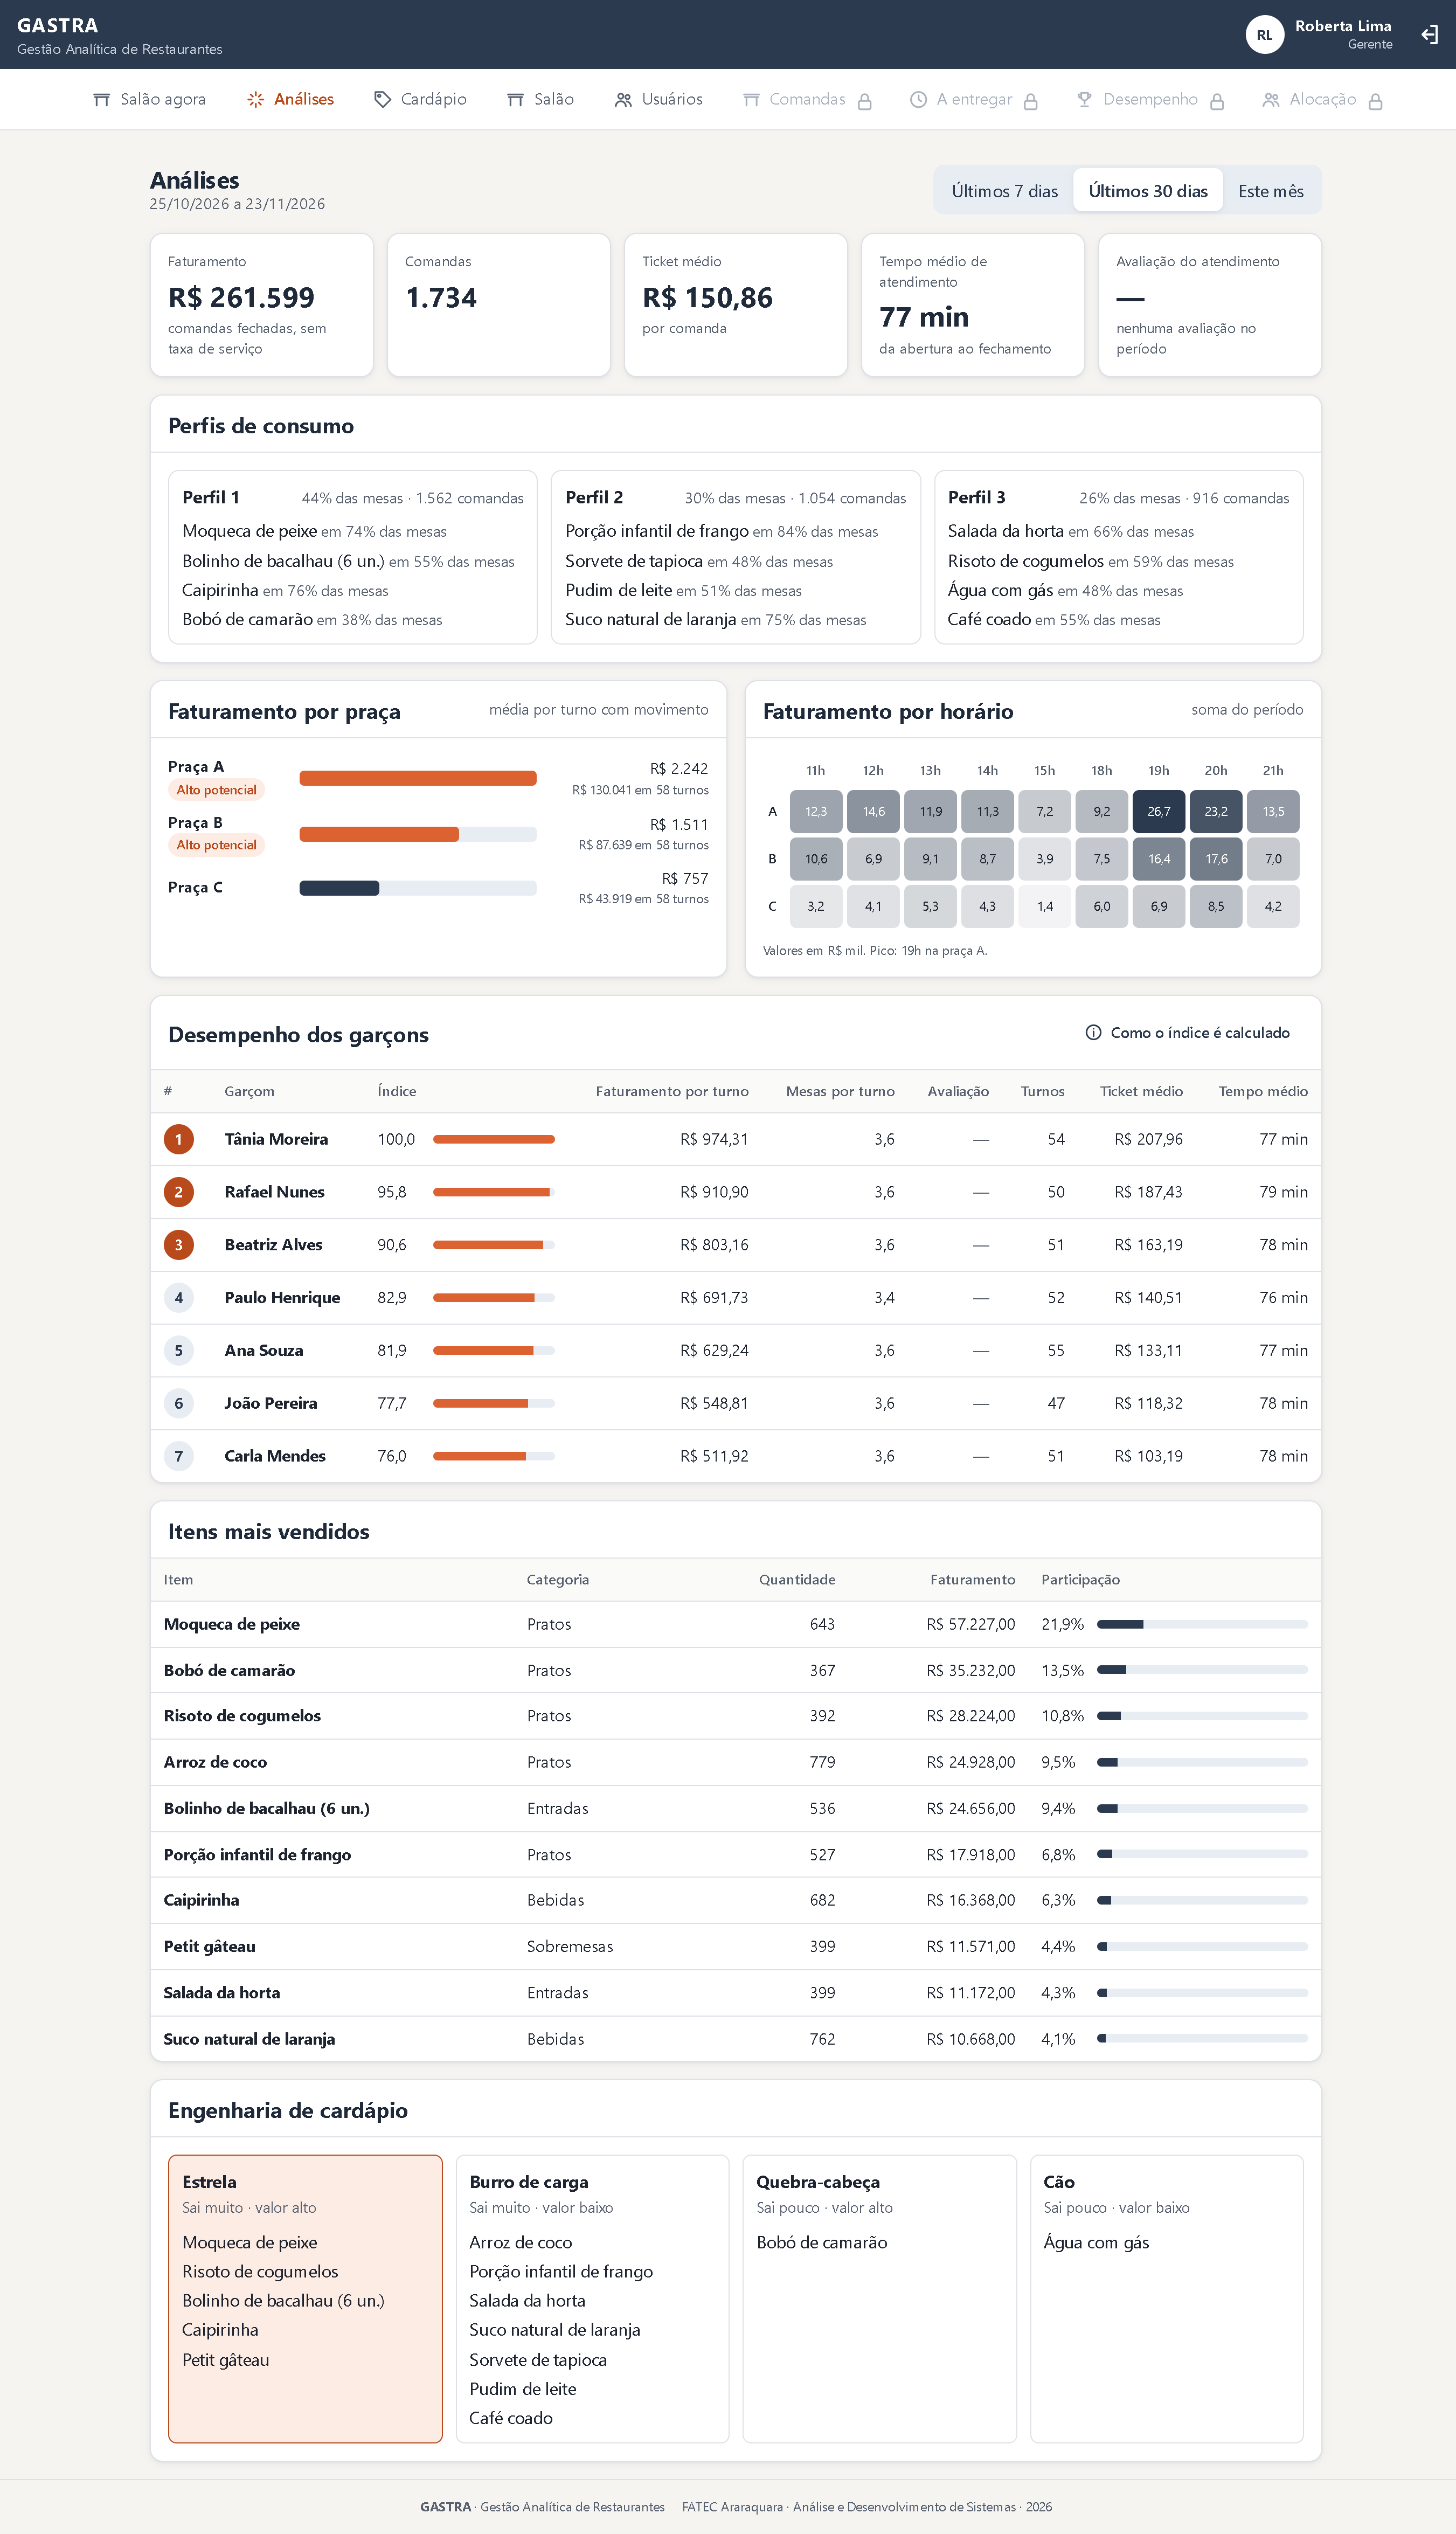 GASTRA
Gestão Analítica de Restaurantes
RL
Roberta Lima
Gerente
Salão agora
Análises
Cardápio
Salão
Usuários
Comandas
A entregar
Desempenho
Alocação
Análises
25/10/2026 a 23/11/2026
Últimos 7 dias
Últimos 30 dias
Este mês
Faturamento
R$ 261.599
comandas fechadas, sem
taxa de serviço
Comandas
1.734
Ticket médio
R$ 150,86
por comanda
Tempo médio de
atendimento
77 min
da abertura ao fechamento
Avaliação do atendimento
—
nenhuma avaliação no
período
Perfis de consumo
Perfil 1 44% das mesas · 1.562 comandas
Moqueca de peixe em 74% das mesas
Bolinho de bacalhau (6 un.) em 55% das mesas
Caipirinha em 76% das mesas
Bobó de camarão em 38% das mesas
Perfil 2 30% das mesas · 1.054 comandas
Porção infantil de frango em 84% das mesas
Sorvete de tapioca em 48% das mesas
Pudim de leite em 51% das mesas
Suco natural de laranja em 75% das mesas
Perfil 3 26% das mesas · 916 comandas
Salada da horta em 66% das mesas
Risoto de cogumelos em 59% das mesas
Água com gás em 48% das mesas
Café coado em 55% das mesas
Faturamento por praça média por turno com movimento
Praça A
Alto potencial
R$ 2.242
R$ 130.041 em 58 turnos
Praça B
Alto potencial
R$ 1.511
R$ 87.639 em 58 turnos
Praça C
R$ 757
R$ 43.919 em 58 turnos
Faturamento por horário soma do período
11h 12h 13h 14h 15h 18h 19h 20h 21h
A 12,3 14,6 11,9 11,3 7,2 9,2 26,7 23,2 13,5
B 10,6 6,9 9,1 8,7 3,9 7,5 16,4 17,6 7,0
C 3,2 4,1 5,3 4,3 1,4 6,0 6,9 8,5 4,2
Valores em R$ mil. Pico: 19h na praça A.
Desempenho dos garçons
Como o índice é calculado
# Garçom Índice Faturamento por turno Mesas por turno Avaliação Turnos Ticket médio Tempo médio
1 Tânia Moreira 100,0 R$ 974,31 3,6 — 54 R$ 207,96 77 min
2 Rafael Nunes 95,8 R$ 910,90 3,6 — 50 R$ 187,43 79 min
3 Beatriz Alves 90,6 R$ 803,16 3,6 — 51 R$ 163,19 78 min
4 Paulo Henrique 82,9 R$ 691,73 3,4 — 52 R$ 140,51 76 min
5 Ana Souza 81,9 R$ 629,24 3,6 — 55 R$ 133,11 77 min
6 João Pereira 77,7 R$ 548,81 3,6 — 47 R$ 118,32 78 min
7 Carla Mendes 76,0 R$ 511,92 3,6 — 51 R$ 103,19 78 min
Itens mais vendidos
Item Categoria Quantidade Faturamento Participação
Moqueca de peixe Pratos 643 R$ 57.227,00 21,9%
Bobó de camarão Pratos 367 R$ 35.232,00 13,5%
Risoto de cogumelos Pratos 392 R$ 28.224,00 10,8%
Arroz de coco Pratos 779 R$ 24.928,00 9,5%
Bolinho de bacalhau (6 un.) Entradas 536 R$ 24.656,00 9,4%
Porção infantil de frango Pratos 527 R$ 17.918,00 6,8%
Caipirinha Bebidas 682 R$ 16.368,00 6,3%
Petit gâteau Sobremesas 399 R$ 11.571,00 4,4%
Salada da horta Entradas 399 R$ 11.172,00 4,3%
Suco natural de laranja Bebidas 762 R$ 10.668,00 4,1%
Engenharia de cardápio
Estrela
Sai muito · valor alto
Moqueca de peixe
Risoto de cogumelos
Bolinho de bacalhau (6 un.)
Caipirinha
Petit gâteau
Burro de carga
Sai muito · valor baixo
Arroz de coco
Porção infantil de frango
Salada da horta
Suco natural de laranja
Sorvete de tapioca
Pudim de leite
Café coado
Quebra-cabeça
Sai pouco · valor alto
Bobó de camarão
Cão
Sai pouco · valor baixo
Água com gás
GASTRA · Gestão Analítica de Restaurantes FATEC Araraquara · Análise e Desenvolvimento de Sistemas · 2026